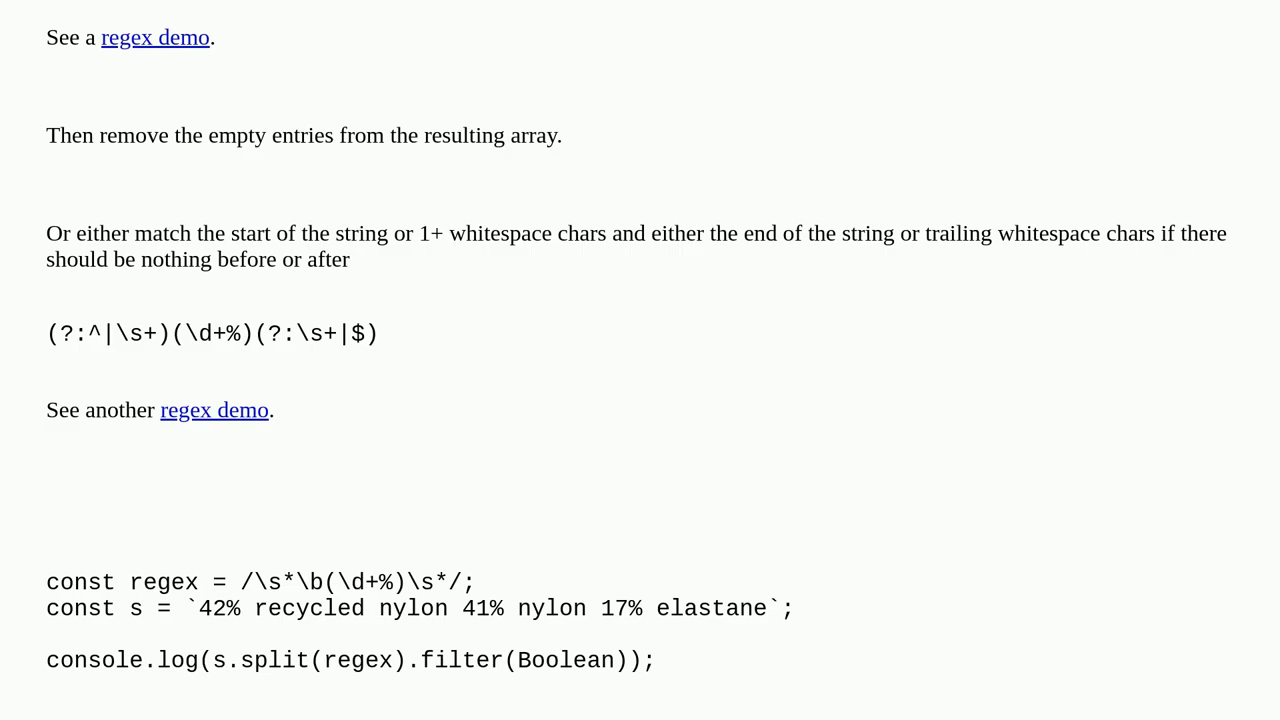 See a regex demo.
Then remove the empty entries from the resulting array.
Or either match the start of the string or 1+ whitespace chars and either the end of the string or trailing whitespace chars if there
should be nothing before or after
(?:^|\s+)(\d+%)(?:\s+|$)
See another regex demo.
const regex = /\s*\b(\d+%)\s*/;
const s = `42% recycled nylon 41% nylon 17% elastane`;
console.log(s.split(regex).filter(Boolean));